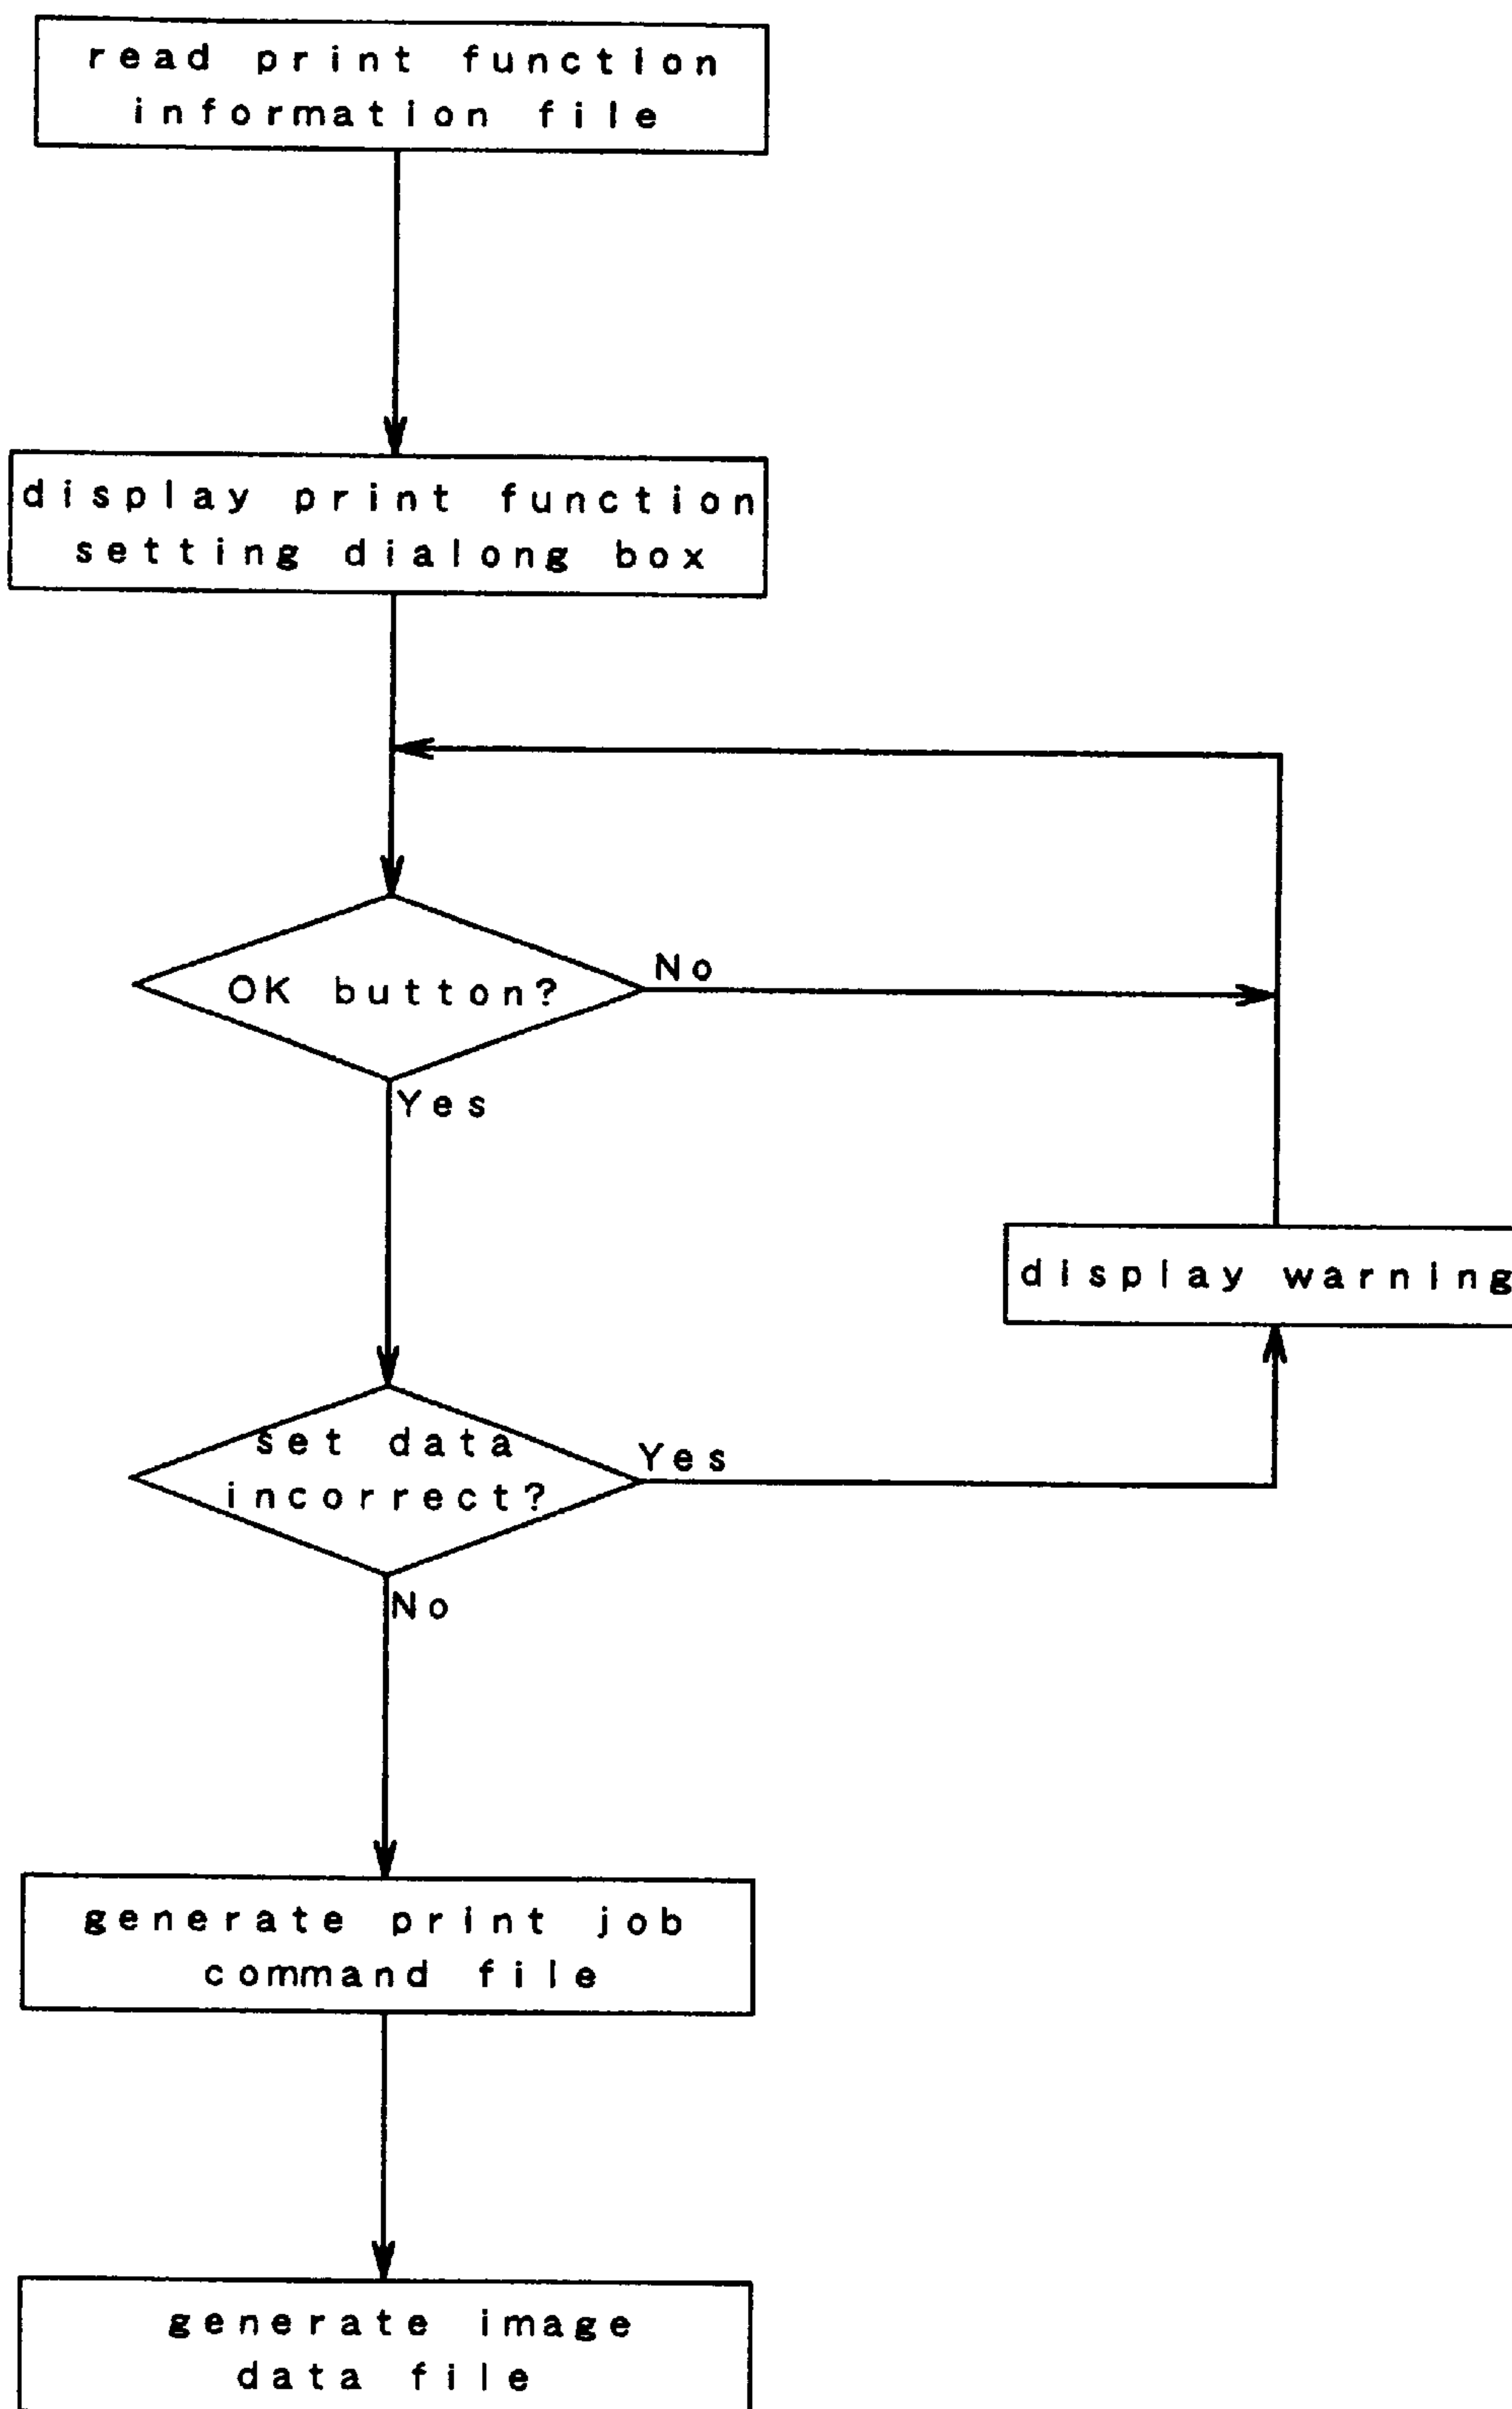 read print function
information file
display print function
setting dialong box
OK button?
No
Yes
display warning
set data
incorrect?
Yes
No
generate print job
command file
generate image
data file